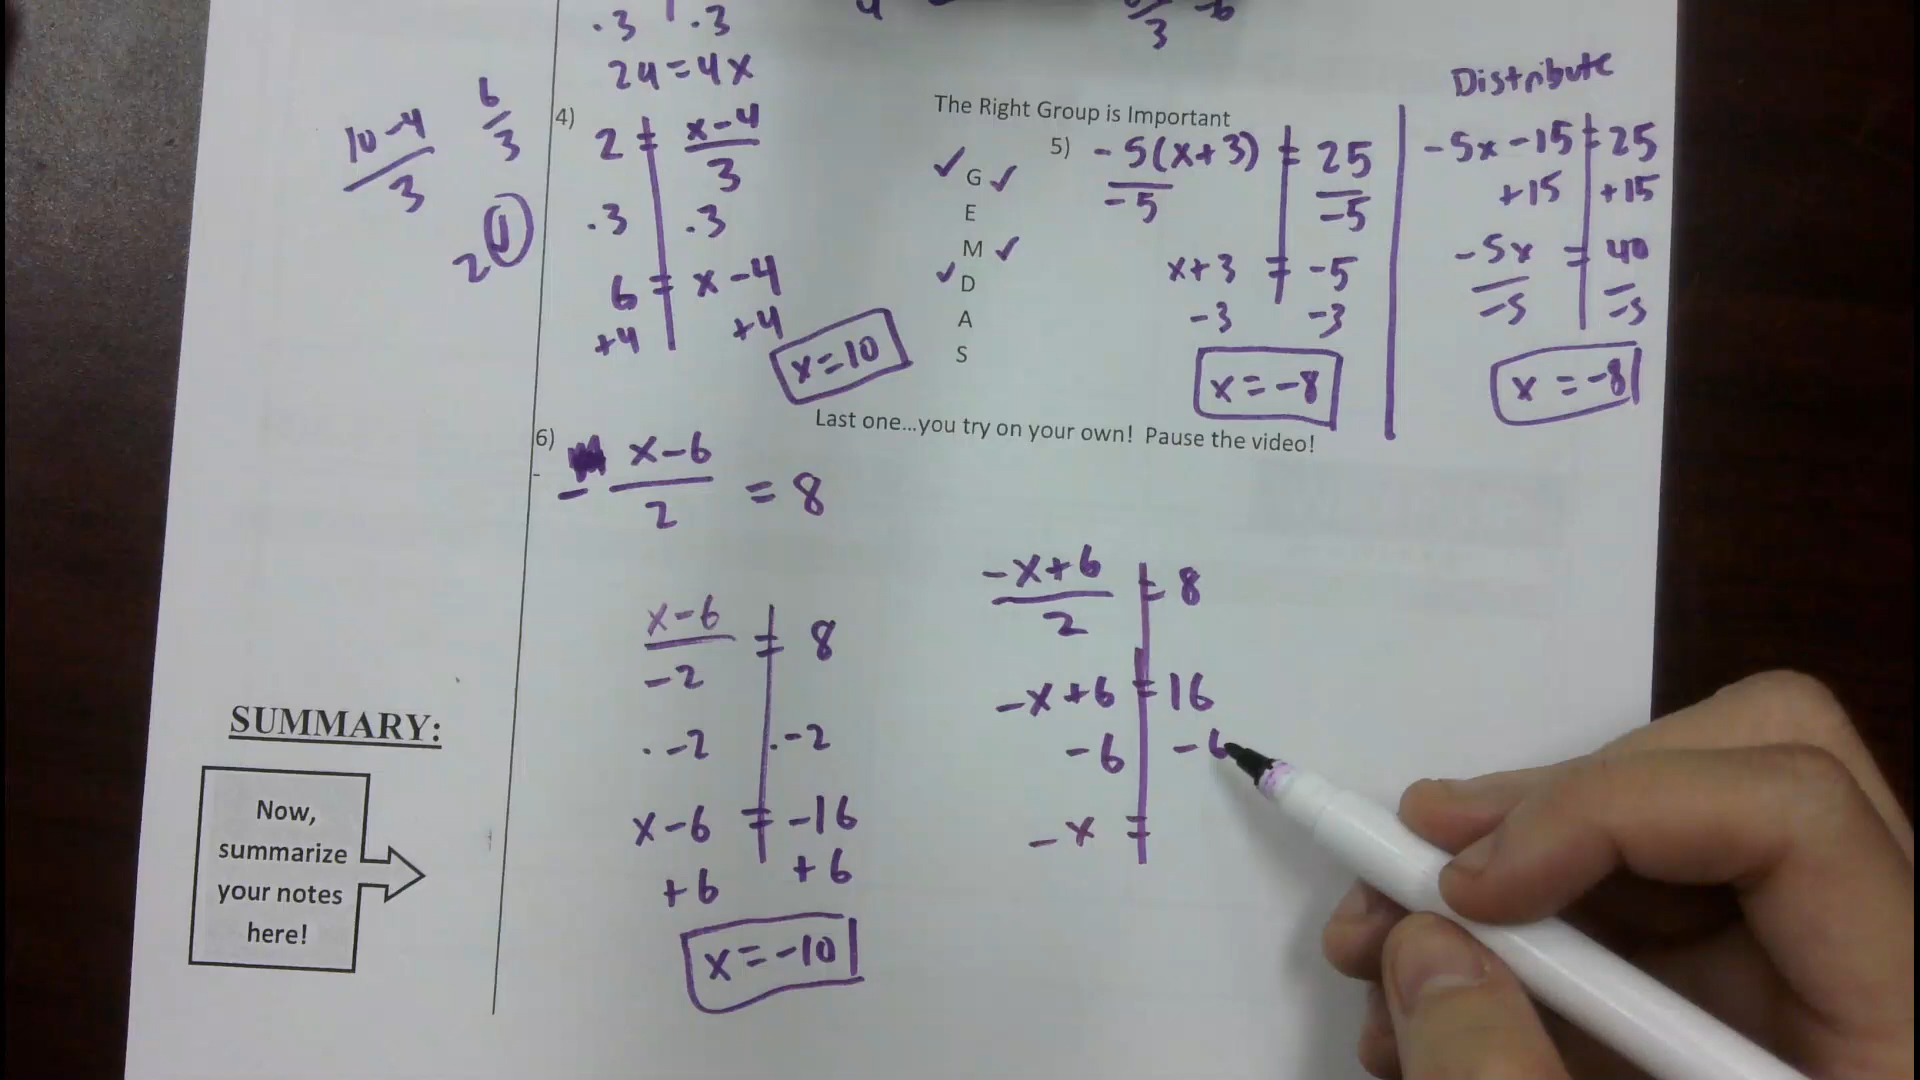 .3 .3
24=4x
10-4
3
6
3
2
4) 2 = x-4
3
.3 .3
6 = x-4
+4 +4
x=10
The Right Group is Important
G
E
M
D
A
S
5) -5(x+3) = 25
-5 -5
x+3 = -5
-3 -3
x = -8
Distribute
-5x -15 = 25
+15 +15
-5x = 40
-5 -5
x = -8
Last one...you try on your own! Pause the video!
6) - x-6
2
= 8
x-6
-2
= 8
. -2 . -2
x-6 = -16
+6 +6
x = -10
-x+6
2
= 8
-x+6 = 16
-6 -6
-x =
SUMMARY:
Now,
summarize
your notes
here!